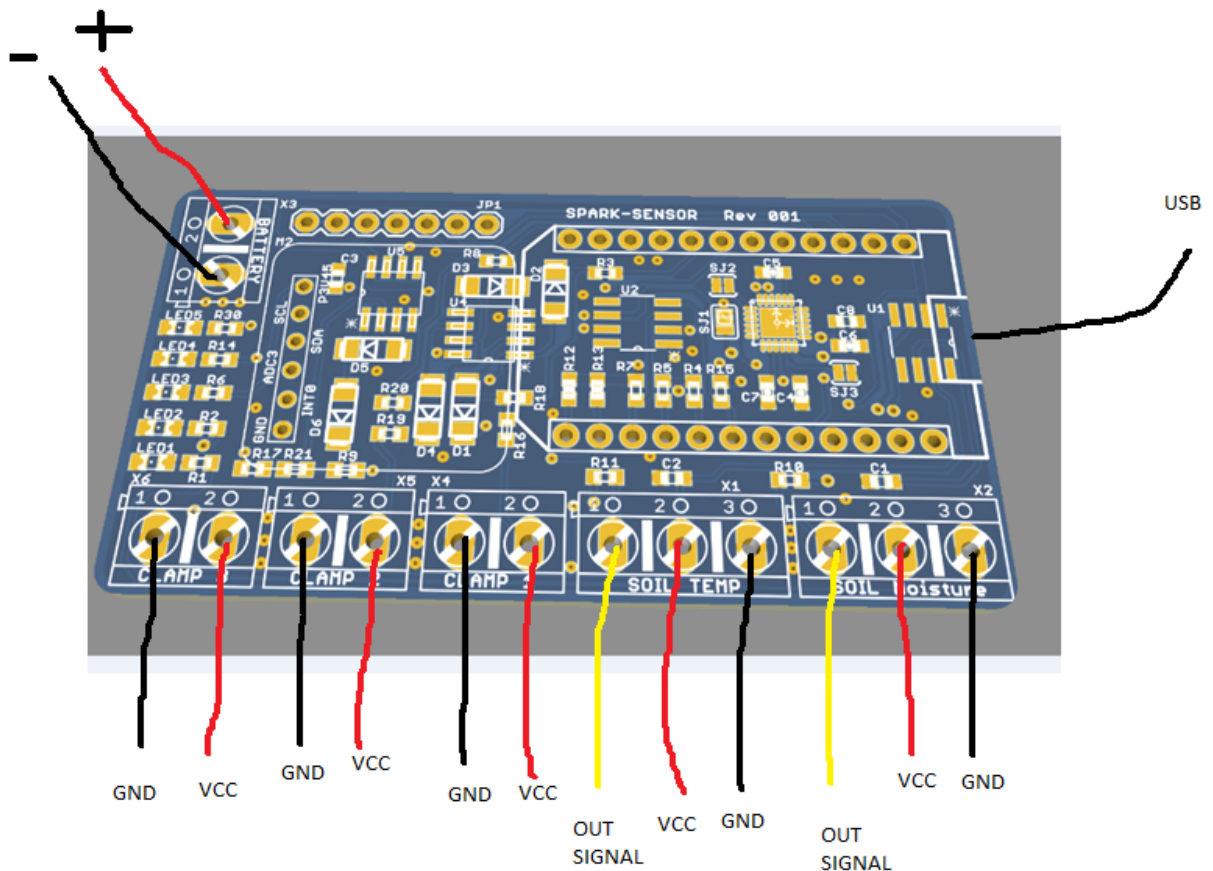 - +
USB
X3 JP1
SPARK-SENSOR Rev 001
2
1
BATTERY
M2
C3
U5
R8
D3
D2
R3
SJ2
C5
P3V45
U4
U2
SJ1
C8
U1
C6
SCL
SDA
ADC3
INT0
GND
LED5 R30
LED4 R14
LED3 R6
LED2 R2
LED1 R1
D5
R20
R19
D6
D4 D1
R18
R16
R12 R13 R7 R5 R4 R15
C7 C4
SJ3
R17 R21 R9
R11 C2 R10 C1
X6 X5 X4 X1 X2
1 2 1 2 1 2 1 2 3 1 2 3
CLAMP CLAMP CLAMP SOIL TEMP SOIL Moisture
GND VCC GND VCC GND VCC
OUT
SIGNAL
VCC GND
OUT
SIGNAL
VCC GND